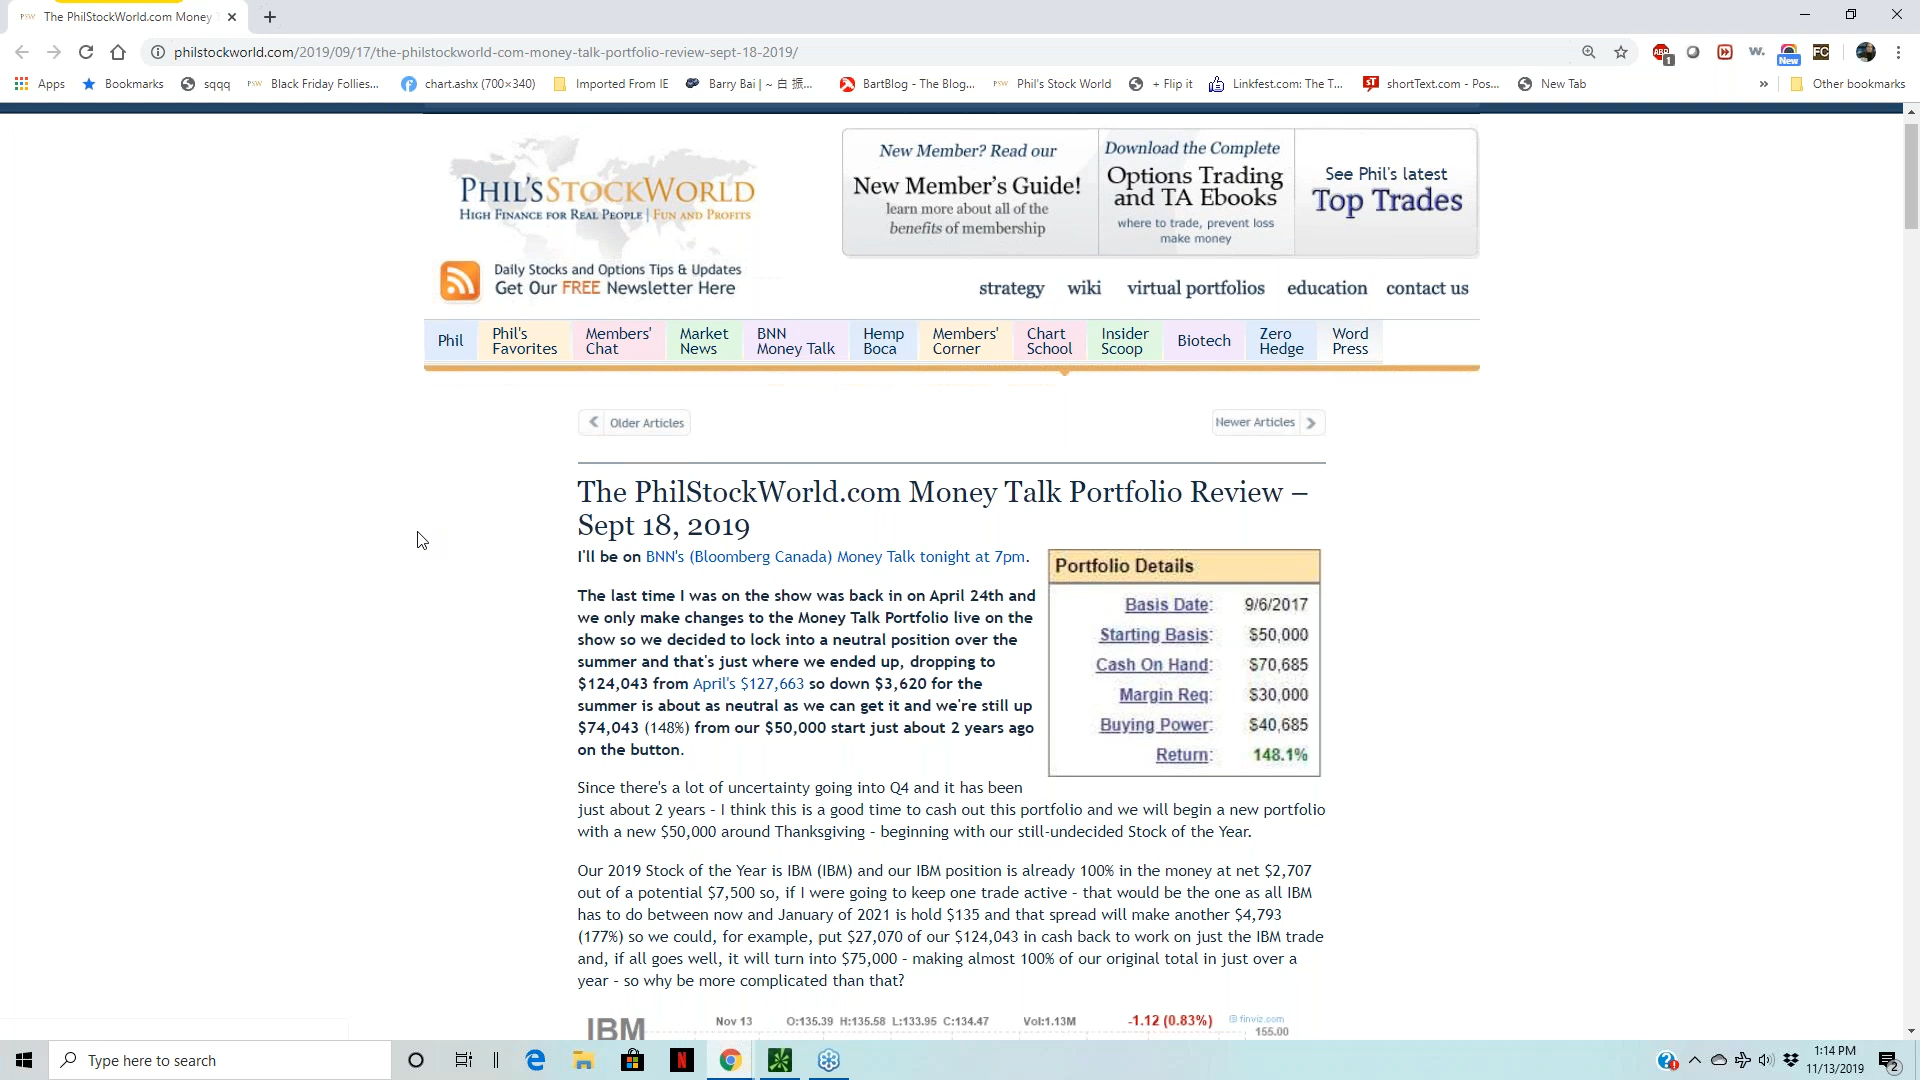 The PhilStockWorld.com Money
philstockworld.com/2019/09/17/the-philstockworld-com-money-talk-portfolio-review-sept-18-2019/
ABP 1 W. New FC
Apps Bookmarks sqqq PSW Black Friday Follies... chart.ashx (700×340) Imported From IE Barry Bai | ~ 白 振... BartBlog - The Blog... PSW Phil's Stock World + Flip it Linkfest.com: The T... sT shortText.com - Pos... New Tab » Other bookmarks
PHIL'SSTOCKWORLD
HIGH FINANCE FOR REAL PEOPLE | FUN AND PROFITS
Daily Stocks and Options Tips & Updates
Get Our FREE Newsletter Here
New Member? Read our
New Member's Guide!
learn more about all of the
benefits of membership
Download the Complete
Options Trading
and TA Ebooks
where to trade, prevent loss
make money
See Phil's latest
Top Trades
strategy wiki virtual portfolios education contact us
Phil
Phil's
Favorites
Members'
Chat
Market
News
BNN
Money Talk
Hemp
Boca
Members'
Corner
Chart
School
Insider
Scoop
Biotech
Zero
Hedge
Word
Press
Older Articles
Newer Articles
The PhilStockWorld.com Money Talk Portfolio Review –
Sept 18, 2019
I'll be on BNN's (Bloomberg Canada) Money Talk tonight at 7pm.
The last time I was on the show was back in on April 24th and
we only make changes to the Money Talk Portfolio live on the
show so we decided to lock into a neutral position over the
summer and that's just where we ended up, dropping to
$124,043 from April's $127,663 so down $3,620 for the
summer is about as neutral as we can get it and we're still up
$74,043 (148%) from our $50,000 start just about 2 years ago
on the button.
Portfolio Details
Basis Date: 9/6/2017
Starting Basis: $50,000
Cash On Hand: $70,685
Margin Req: $30,000
Buying Power: $40,685
Return: 148.1%
Since there's a lot of uncertainty going into Q4 and it has been
just about 2 years - I think this is a good time to cash out this portfolio and we will begin a new portfolio
with a new $50,000 around Thanksgiving - beginning with our still-undecided Stock of the Year.
Our 2019 Stock of the Year is IBM (IBM) and our IBM position is already 100% in the money at net $2,707
out of a potential $7,500 so, if I were going to keep one trade active - that would be the one as all IBM
has to do between now and January of 2021 is hold $135 and that spread will make another $4,793
(177%) so we could, for example, put $27,070 of our $124,043 in cash back to work on just the IBM trade
and, if all goes well, it will turn into $75,000 - making almost 100% of our original total in just over a
year - so why be more complicated than that?
IBM Nov 13 O:135.39 H:135.58 L:133.95 C:134.47 Vol:1.13M -1.12 (0.83%) © finviz.com
155.00
Type here to search
1:14 PM
11/13/2019
2